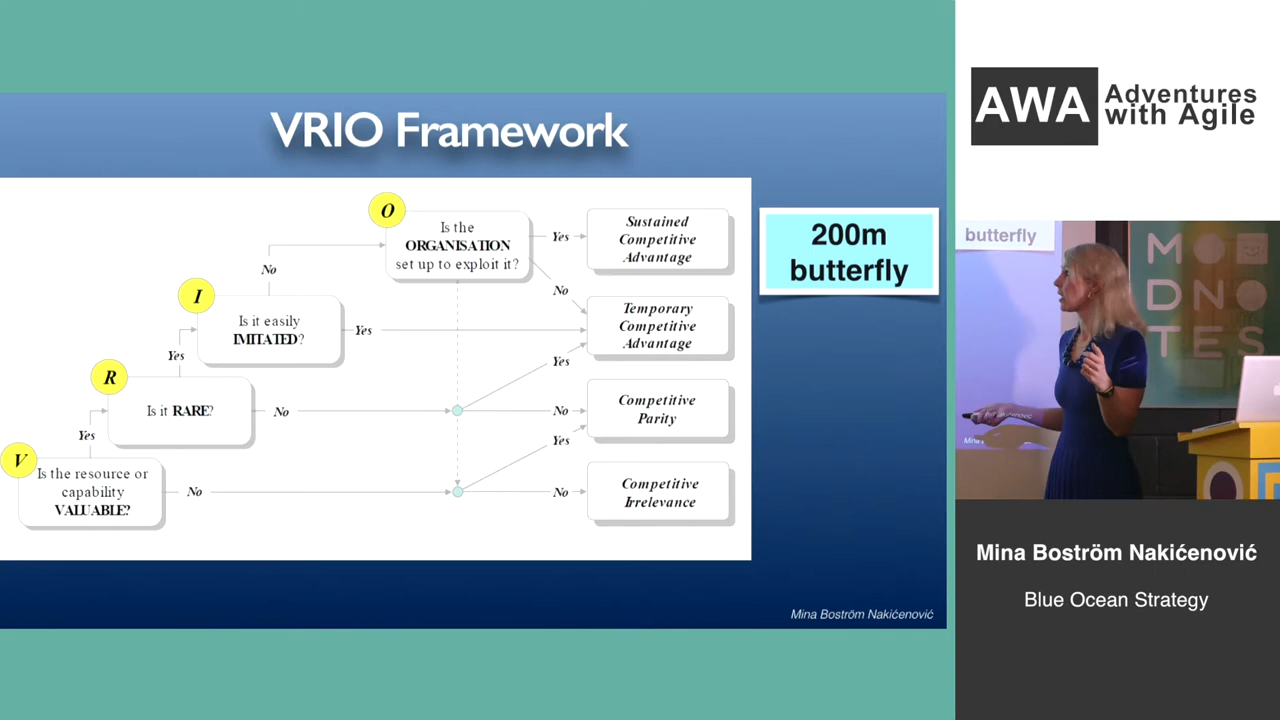 VRIO Framework
O
Is the
ORGANISATION
set up to exploit it?
Yes
Sustained
Competitive
Advantage
No
I
Is it easily
IMITATED?
Yes
No
Temporary
Competitive
Advantage
R
Is it RARE?
Yes
No
Yes
No
Competitive
Parity
V
Is the resource or
capability
VALUABLE?
Yes
No
Yes
No
Competitive
Irrelevance
200m
butterfly
Mina Boström Nakićenović
AWA
Adventures
with Agile
butterfly
MOO
DNO
TES
Mina Boström Nakićenović
Blue Ocean Strategy